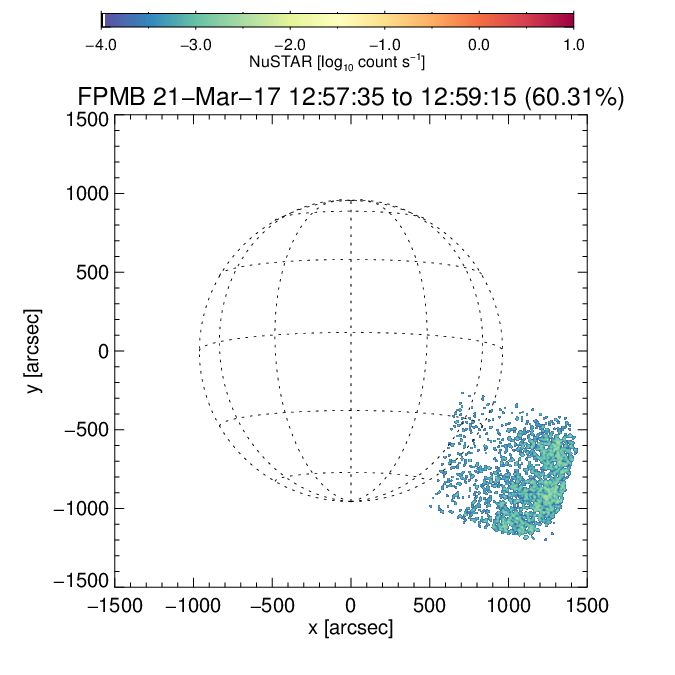 −4.0 −3.0 −2.0 −1.0 0.0 1.0
NuSTAR [log₁₀ count s⁻¹]
FPMB 21−Mar−17 12:57:35 to 12:59:15 (60.31%)
1500
1000
500
0
−500
−1000
−1500
y [arcsec]
−1500 −1000 −500 0 500 1000 1500
x [arcsec]